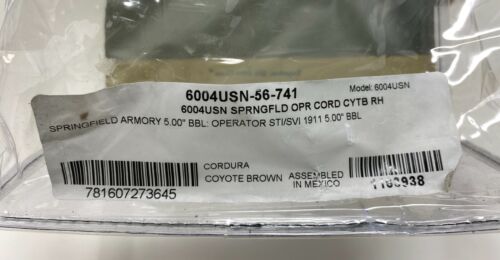 6004USN-56-741
Model: 6004USN
6004USN SPRNGFLD OPR CORD CYTB RH
SPRINGFIELD ARMORY 5.00" BBL: OPERATOR STI/SVI 1911 5.00" BBL
CORDURA
COYOTE BROWN
ASSEMBLED
IN MEXICO
781607273645